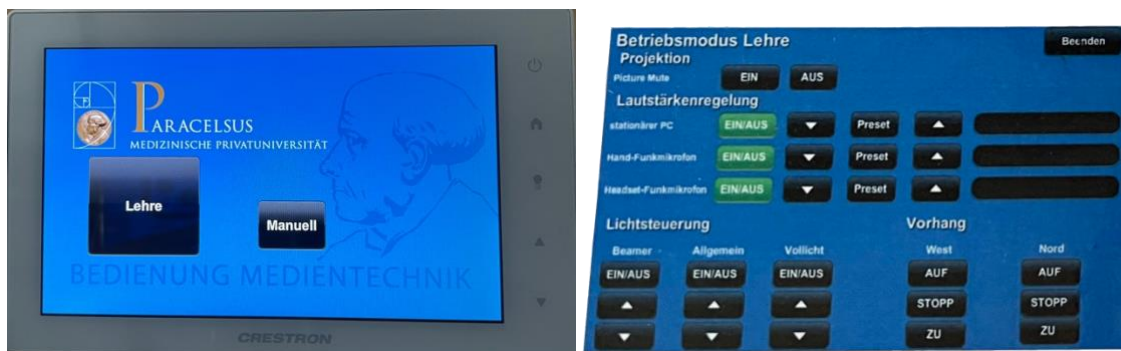 PARACELSUS
MEDIZINISCHE PRIVATUNIVERSITÄT
Lehre
Manuell
BEDIENUNG MEDIENTECHNIK
CRESTRON
Betriebsmodus Lehre
Beenden
Projektion
Picture Mute EIN AUS
Lautstärkenregelung
stationärer PC EIN/AUS Preset
Hand-Funkmikrofon EIN/AUS Preset
Headset-Funkmikrofon EIN/AUS Preset
Lichtsteuerung Vorhang
Beamer Allgemein Vollicht West Nord
EIN/AUS EIN/AUS EIN/AUS AUF AUF
STOPP STOPP
ZU ZU